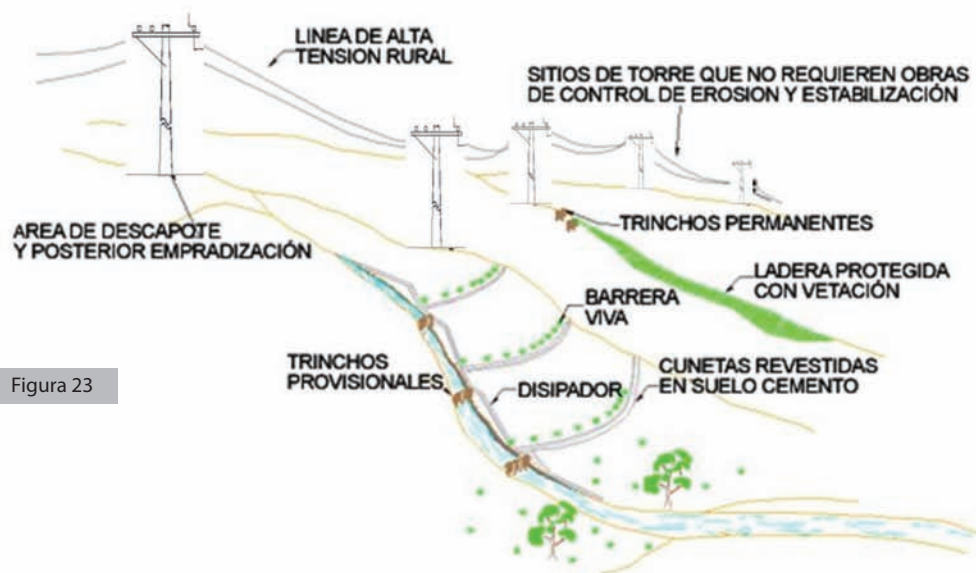 LINEA DE ALTA
TENSION RURAL
SITIOS DE TORRE QUE NO REQUIEREN OBRAS
DE CONTROL DE EROSION Y ESTABILIZACIÓN
AREA DE DESCAPOTE
Y POSTERIOR EMPRADIZACIÓN
TRINCHOS PERMANENTES
LADERA PROTEGIDA
CON VETACIÓN
BARRERA
VIVA
TRINCHOS
PROVISIONALES
DISIPADOR
CUNETAS REVESTIDAS
EN SUELO CEMENTO
Figura 23